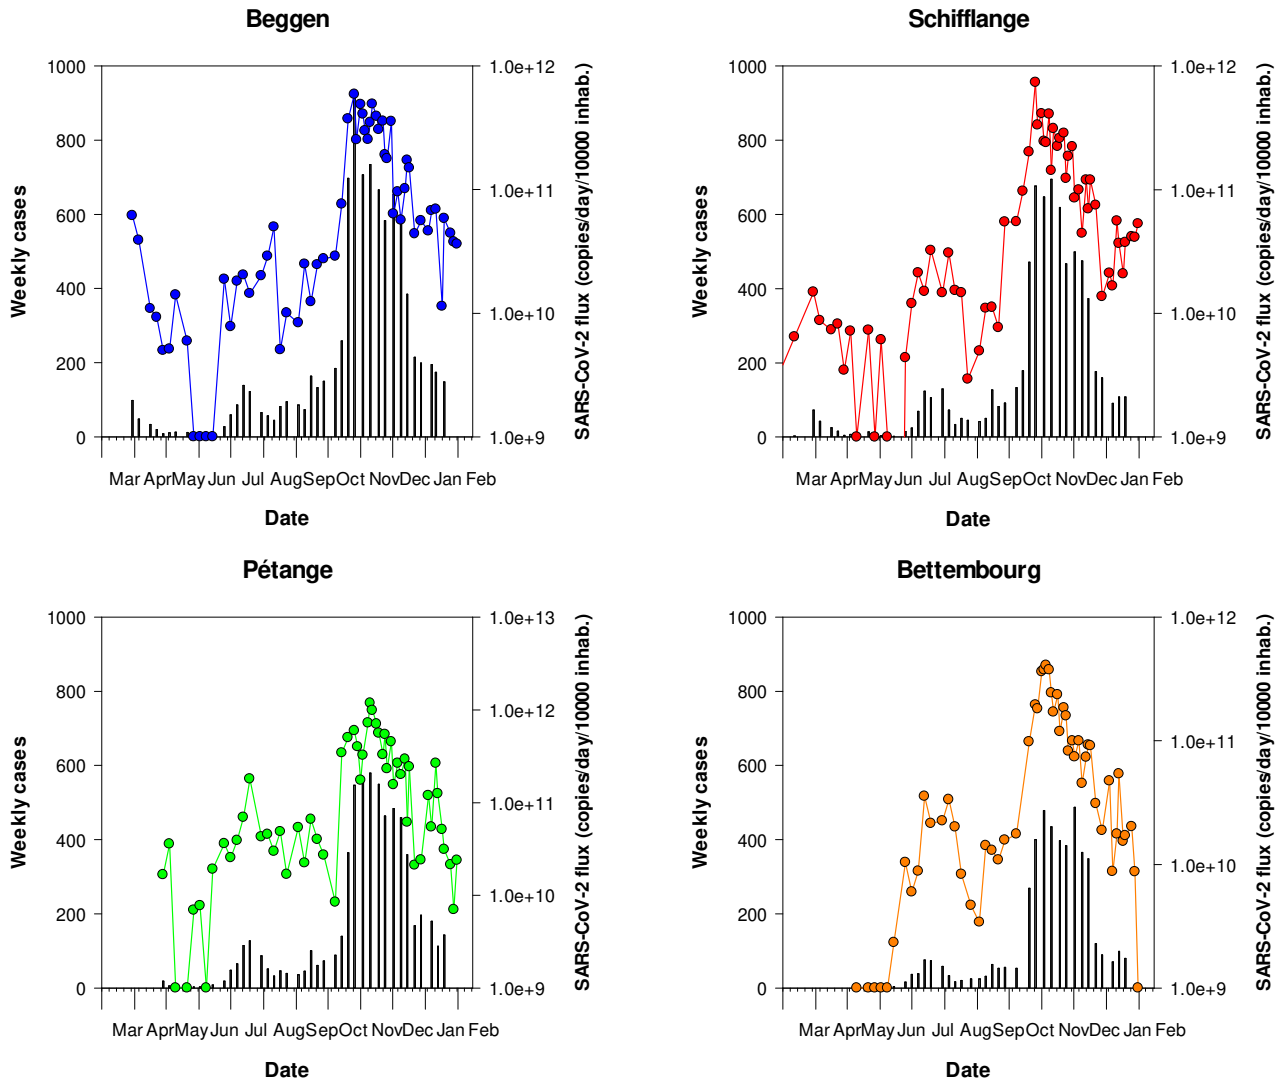 Beggen
1000
800
600
400
200
0
Weekly cases
1.0e+12
1.0e+11
1.0e+10
1.0e+9
SARS-CoV-2 flux (copies/day/10000 inhab.)
Mar Apr May Jun Jul Aug Sep Oct Nov Dec Jan Feb
Date
Schifflange
1000
800
600
400
200
0
Weekly cases
1.0e+12
1.0e+11
1.0e+10
1.0e+9
SARS-CoV-2 flux (copies/day/10000 inhab.)
Mar Apr May Jun Jul Aug Sep Oct Nov Dec Jan Feb
Date
Pétange
1000
800
600
400
200
0
Weekly cases
1.0e+13
1.0e+12
1.0e+11
1.0e+10
1.0e+9
SARS-CoV-2 flux (copies/day/10000 inhab.)
Mar Apr May Jun Jul Aug Sep Oct Nov Dec Jan Feb
Date
Bettembourg
1000
800
600
400
200
0
Weekly cases
1.0e+12
1.0e+11
1.0e+10
1.0e+9
SARS-CoV-2 flux (copies/day/10000 inhab.)
Mar Apr May Jun Jul Aug Sep Oct Nov Dec Jan Feb
Date